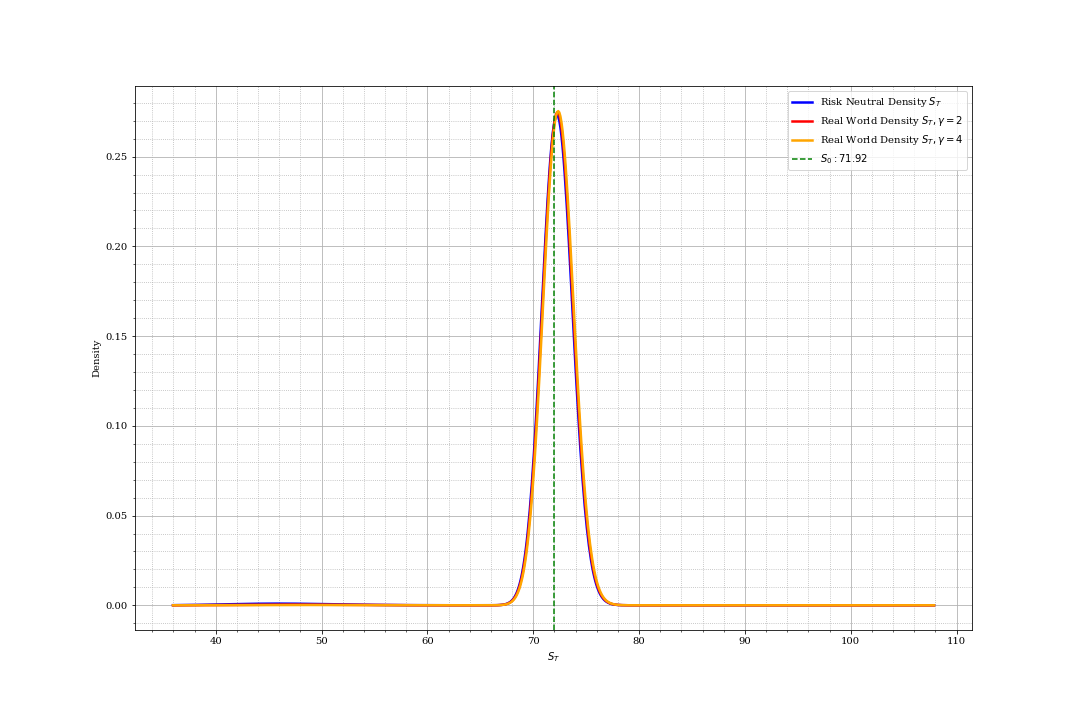 Risk Neutral Density $S_T$
Real World Density $S_T, \gamma = 2$
Real World Density $S_T, \gamma = 4$
$S_0 : 71.92$
0.25
0.20
0.15
0.10
0.05
0.00
Density
40 50 60 70 80 90 100 110
$S_T$